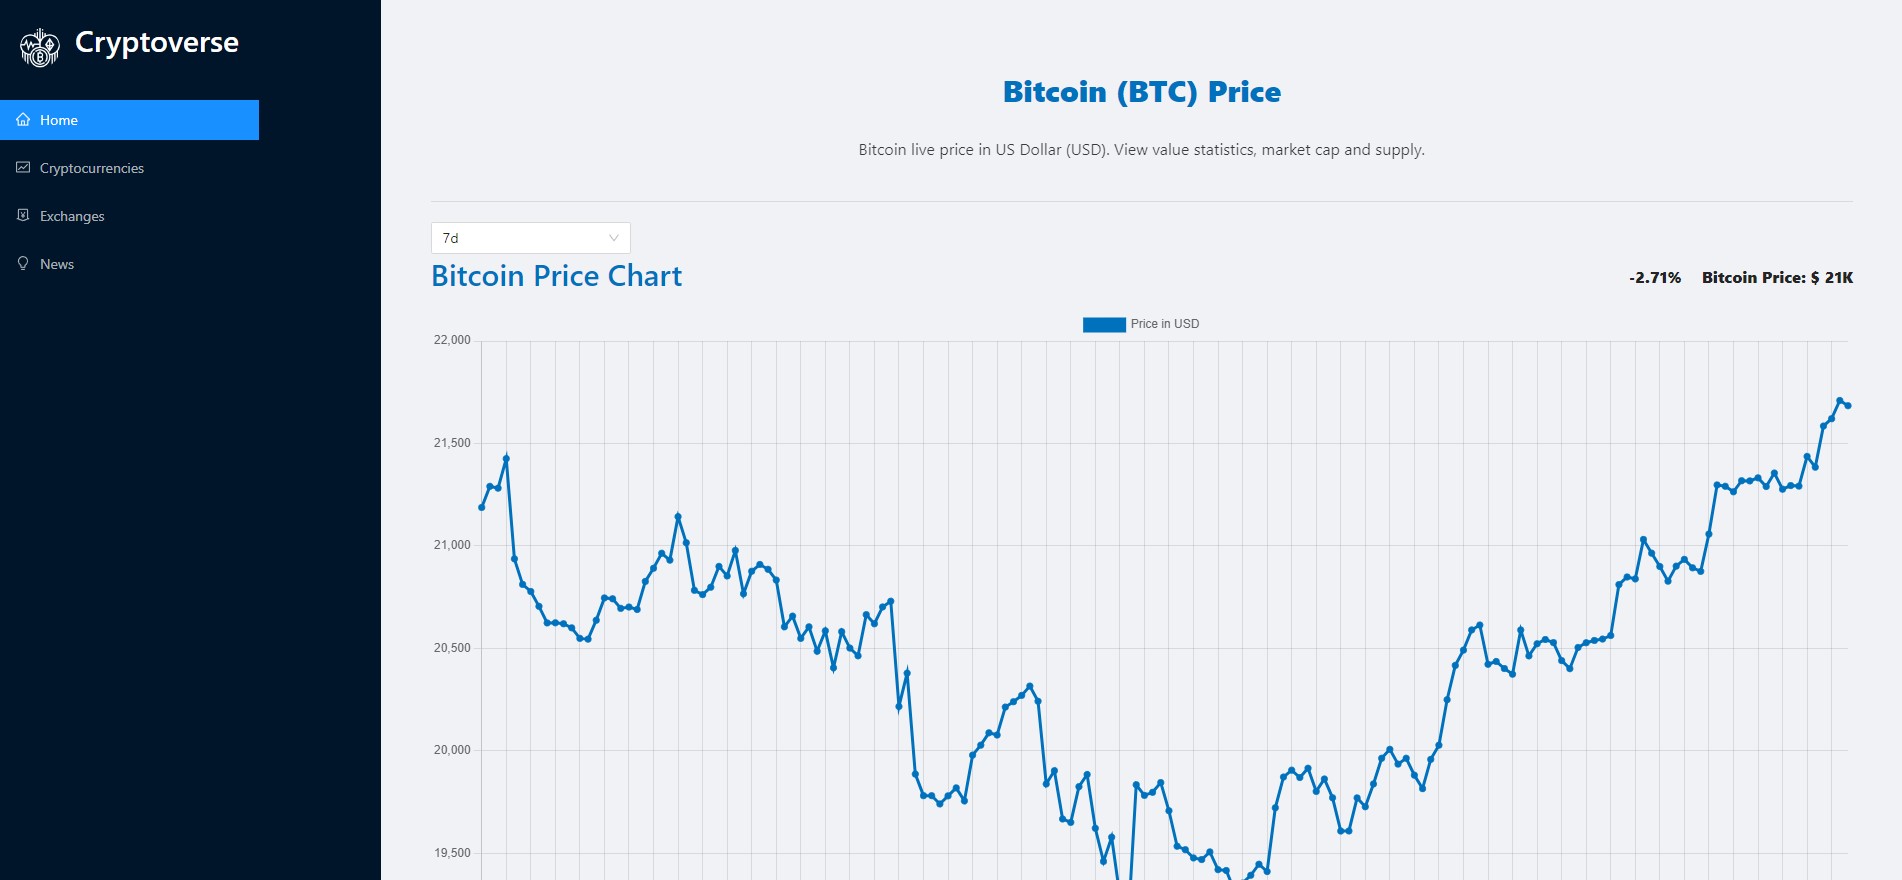 Cryptoverse
Home
Cryptocurrencies
Exchanges
News
Bitcoin (BTC) Price
Bitcoin live price in US Dollar (USD). View value statistics, market cap and supply.
7d
Bitcoin Price Chart
-2.71% Bitcoin Price: $ 21K
Price in USD
22,000
21,500
21,000
20,500
20,000
19,500